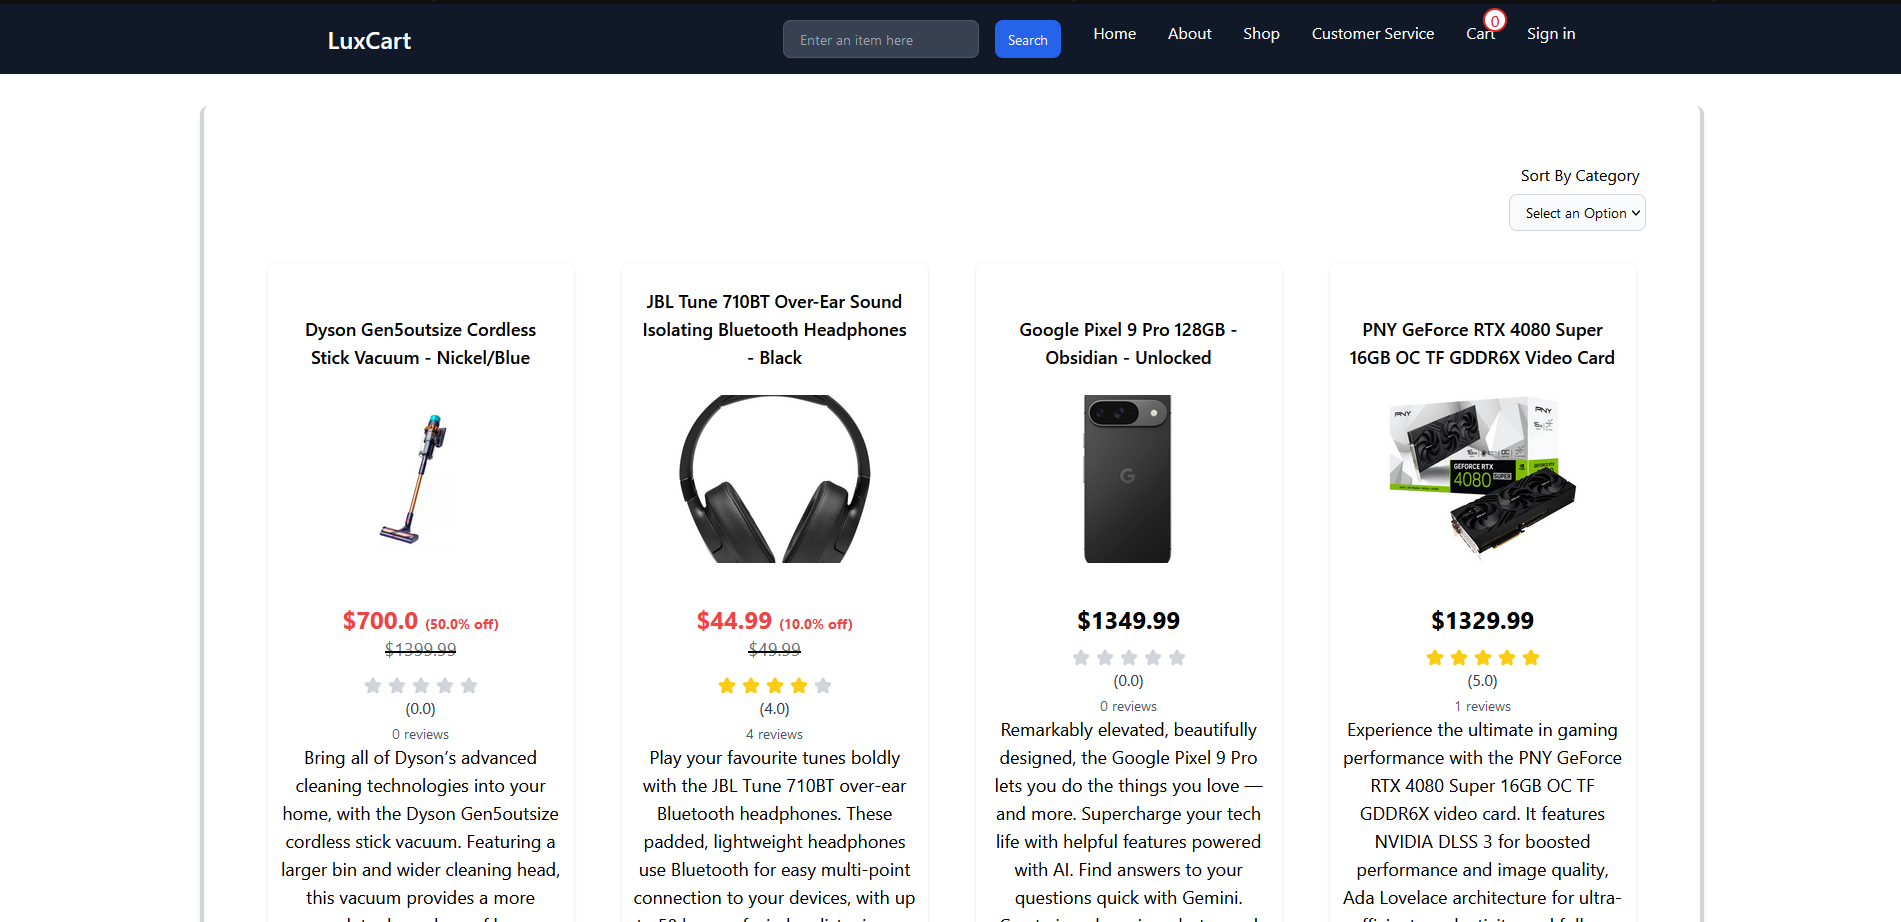 LuxCart
Enter an item here
Search
Home
About
Shop
Customer Service
Cart
0
Sign in
Sort By Category
Select an Option
Dyson Gen5outsize Cordless
Stick Vacuum - Nickel/Blue
$700.0 (50.0% off)
$1399.99
(0.0)
0 reviews
Bring all of Dyson’s advanced
cleaning technologies into your
home, with the Dyson Gen5outsize
cordless stick vacuum. Featuring a
larger bin and wider cleaning head,
this vacuum provides a more
JBL Tune 710BT Over-Ear Sound
Isolating Bluetooth Headphones
- Black
$44.99 (10.0% off)
$49.99
(4.0)
4 reviews
Play your favourite tunes boldly
with the JBL Tune 710BT over-ear
Bluetooth headphones. These
padded, lightweight headphones
use Bluetooth for easy multi-point
connection to your devices, with up
Google Pixel 9 Pro 128GB -
Obsidian - Unlocked
G
$1349.99
(0.0)
0 reviews
Remarkably elevated, beautifully
designed, the Google Pixel 9 Pro
lets you do the things you love —
and more. Supercharge your tech
life with helpful features powered
with AI. Find answers to your
questions quick with Gemini.
PNY GeForce RTX 4080 Super
16GB OC TF GDDR6X Video Card
PNY
PNY
GEFORCE RTX
4080 SUPER
$1329.99
(5.0)
1 reviews
Experience the ultimate in gaming
performance with the PNY GeForce
RTX 4080 Super 16GB OC TF
GDDR6X video card. It features
NVIDIA DLSS 3 for boosted
performance and image quality,
Ada Lovelace architecture for ultra-